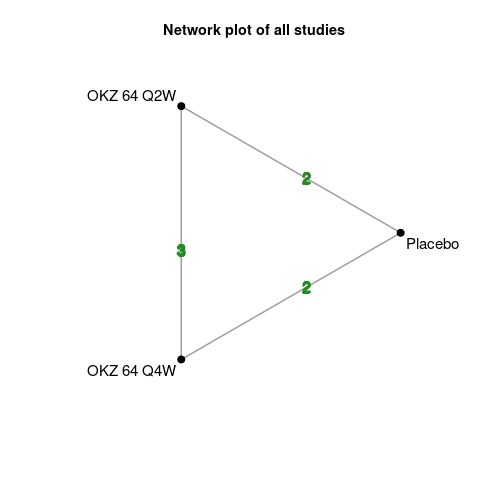 Network plot of all studies
OKZ 64 Q2W
2
Placebo
3
2
OKZ 64 Q4W